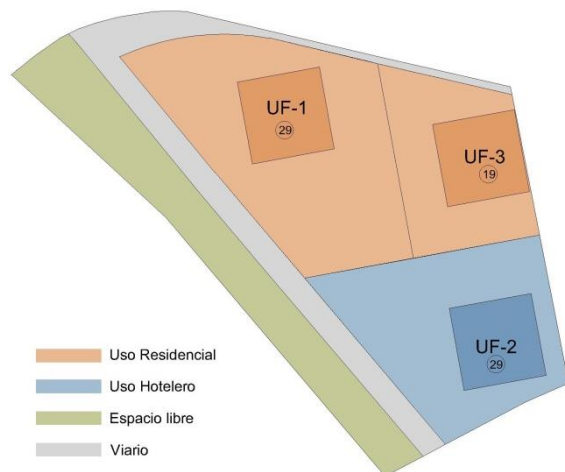 UF-1
29
UF-3
19
UF-2
29
Uso Residencial
Uso Hotelero
Espacio libre
Viario